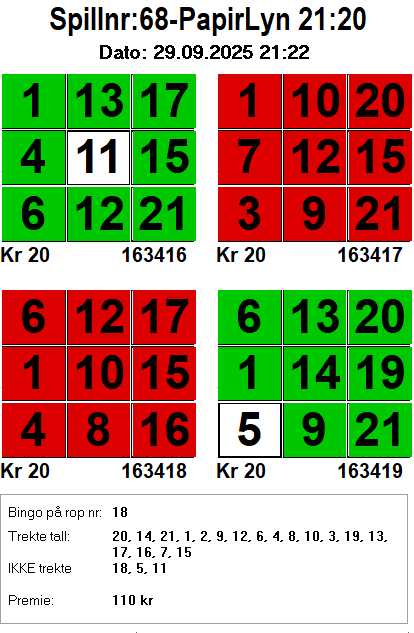 Spillnr:68-PapirLyn 21:20
Dato: 29.09.2025 21:22
1 13 17
4 11 15
6 12 21
Kr 20 163416
1 10 20
7 12 15
3 9 21
Kr 20 163417
6 12 17
1 10 15
4 8 16
Kr 20 163418
6 13 20
1 14 19
5 9 21
Kr 20 163419
Bingo på rop nr: 18
Trekte tall: 20, 14, 21, 1, 2, 9, 12, 6, 4, 8, 10, 3, 19, 13,
17, 16, 7, 15
IKKE trekte 18, 5, 11
Premie: 110 kr